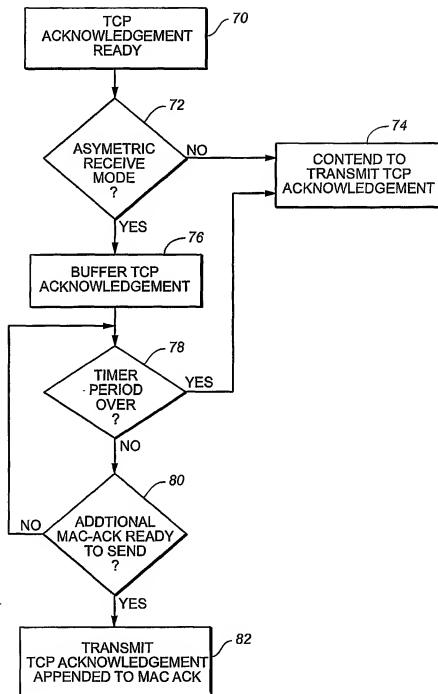 TCP
ACKNOWLEDGEMENT
READY
70
72
ASYMETRIC
RECEIVE
MODE
?
NO
YES
74
CONTEND TO
TRANSMIT TCP
ACKNOWLEDGEMENT
76
BUFFER TCP
ACKNOWLEDGEMENT
78
TIMER
PERIOD
OVER
?
YES
NO
80
ADDTIONAL
MAC-ACK READY
TO SEND
?
NO
YES
82
TRANSMIT
TCP ACKNOWLEDGEMENT
APPENDED TO MAC ACK